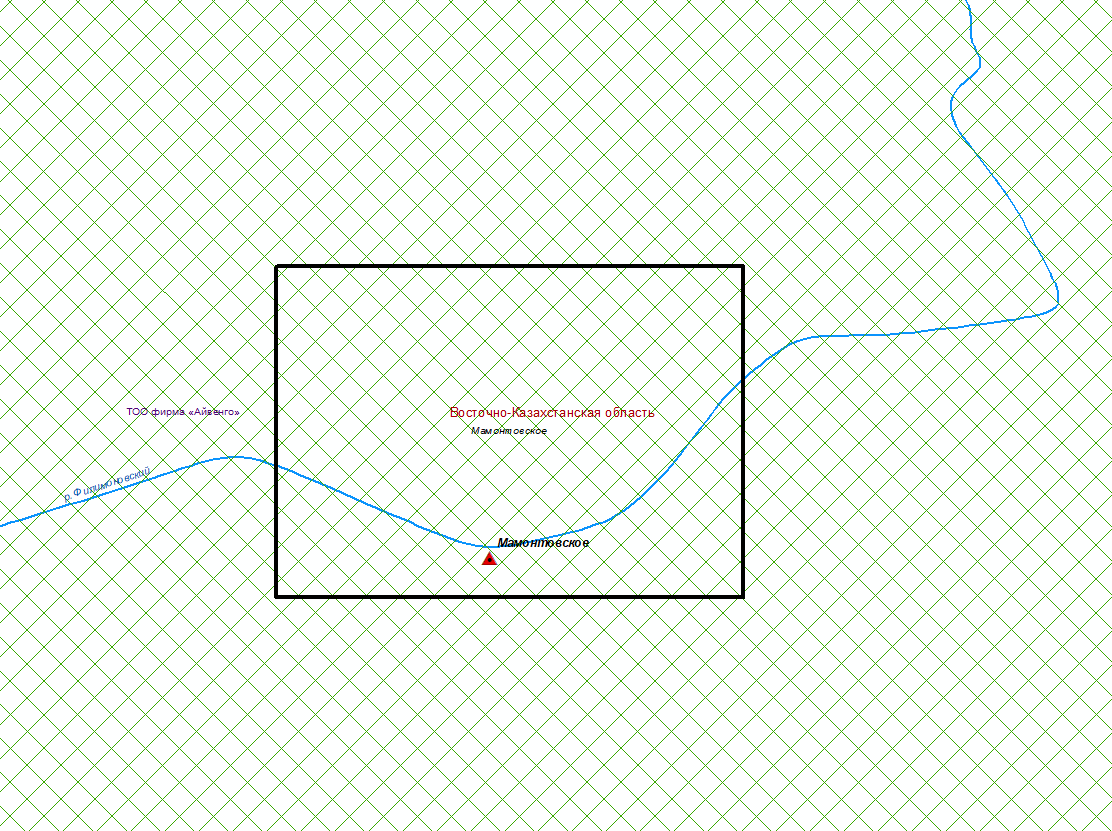 ТОО фирма «Айвенго»
Восточно-Казахстанская область
Мамонтовское
р. Филимоновский
Мамонтовское